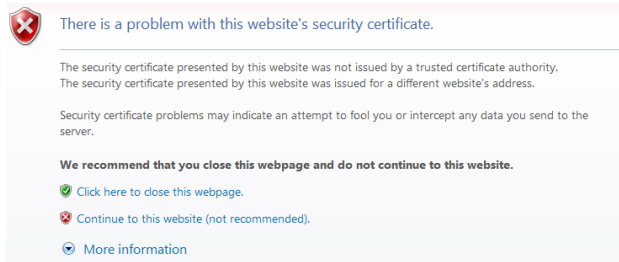 There is a problem with this website's security certificate.
The security certificate presented by this website was not issued by a trusted certificate authority.
The security certificate presented by this website was issued for a different website's address.
Security certificate problems may indicate an attempt to fool you or intercept any data you send to the
server.
We recommend that you close this webpage and do not continue to this website.
Click here to close this webpage.
Continue to this website (not recommended).
More information